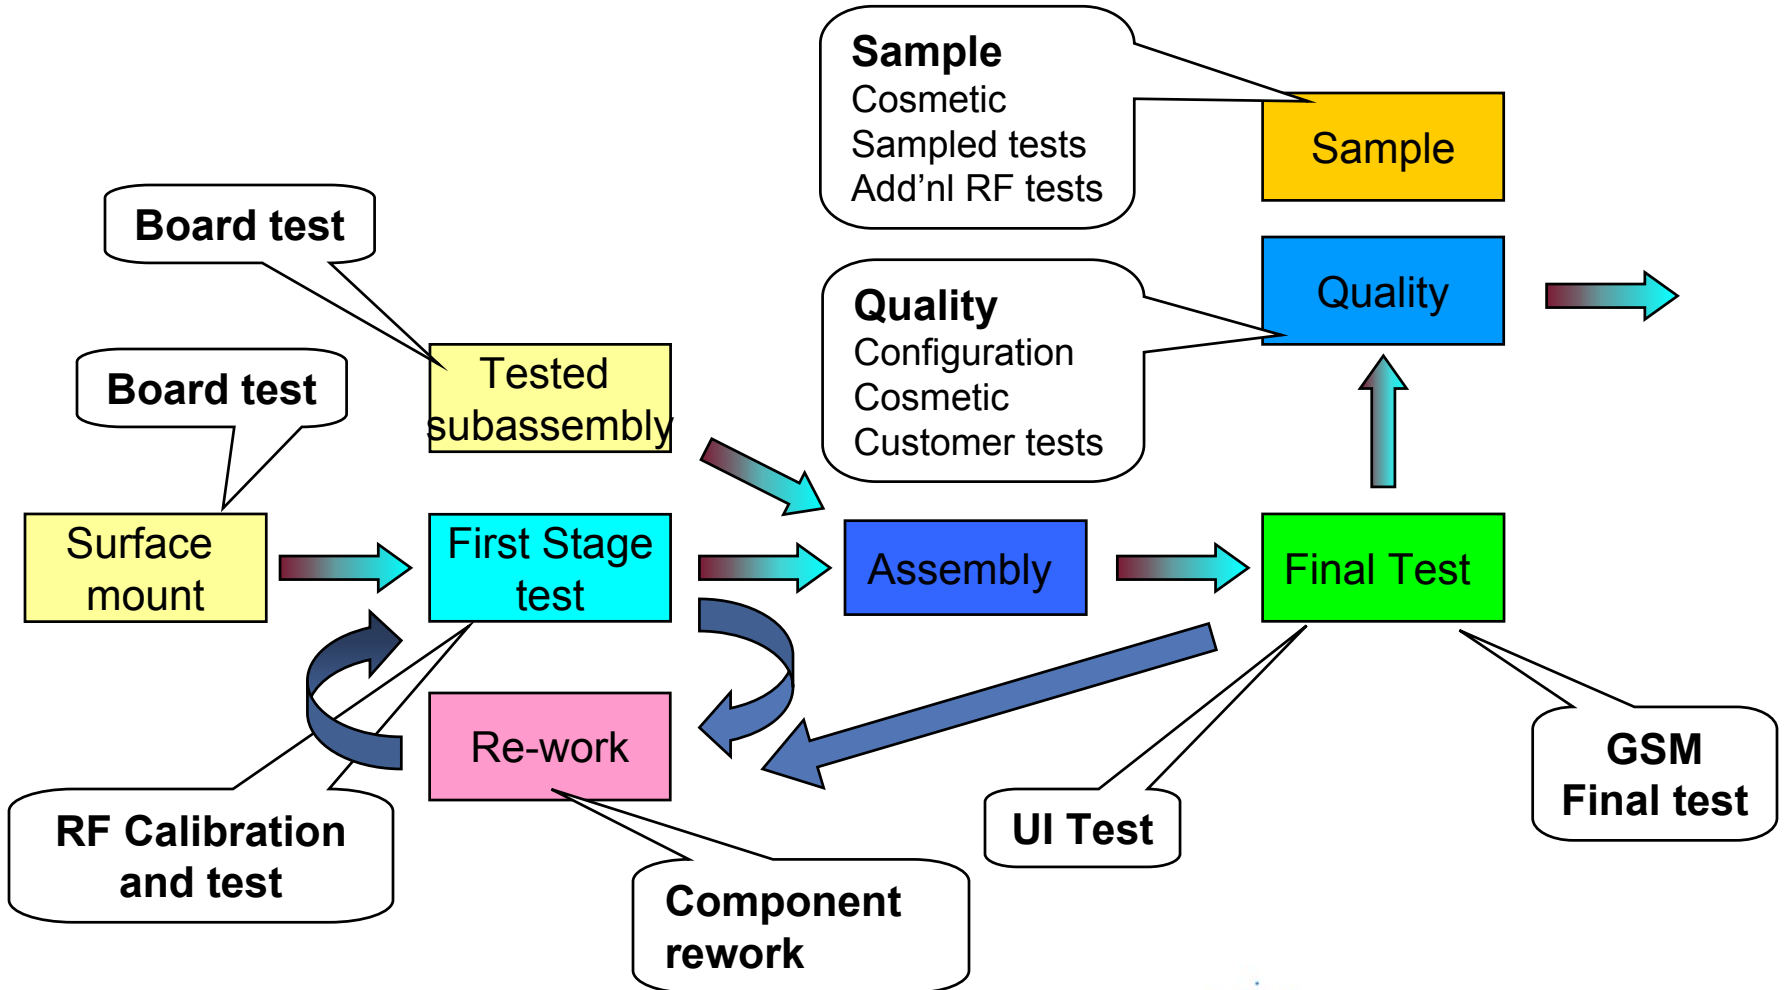 Sample
Cosmetic
Sampled tests
Add’nl RF tests
Sample
Board test
Quality
Configuration
Cosmetic
Customer tests
Quality
Board test
Tested
subassembly
Surface
mount
First Stage
test
Assembly
Final Test
Re-work
RF Calibration
and test
Component
rework
UI Test
GSM
Final test